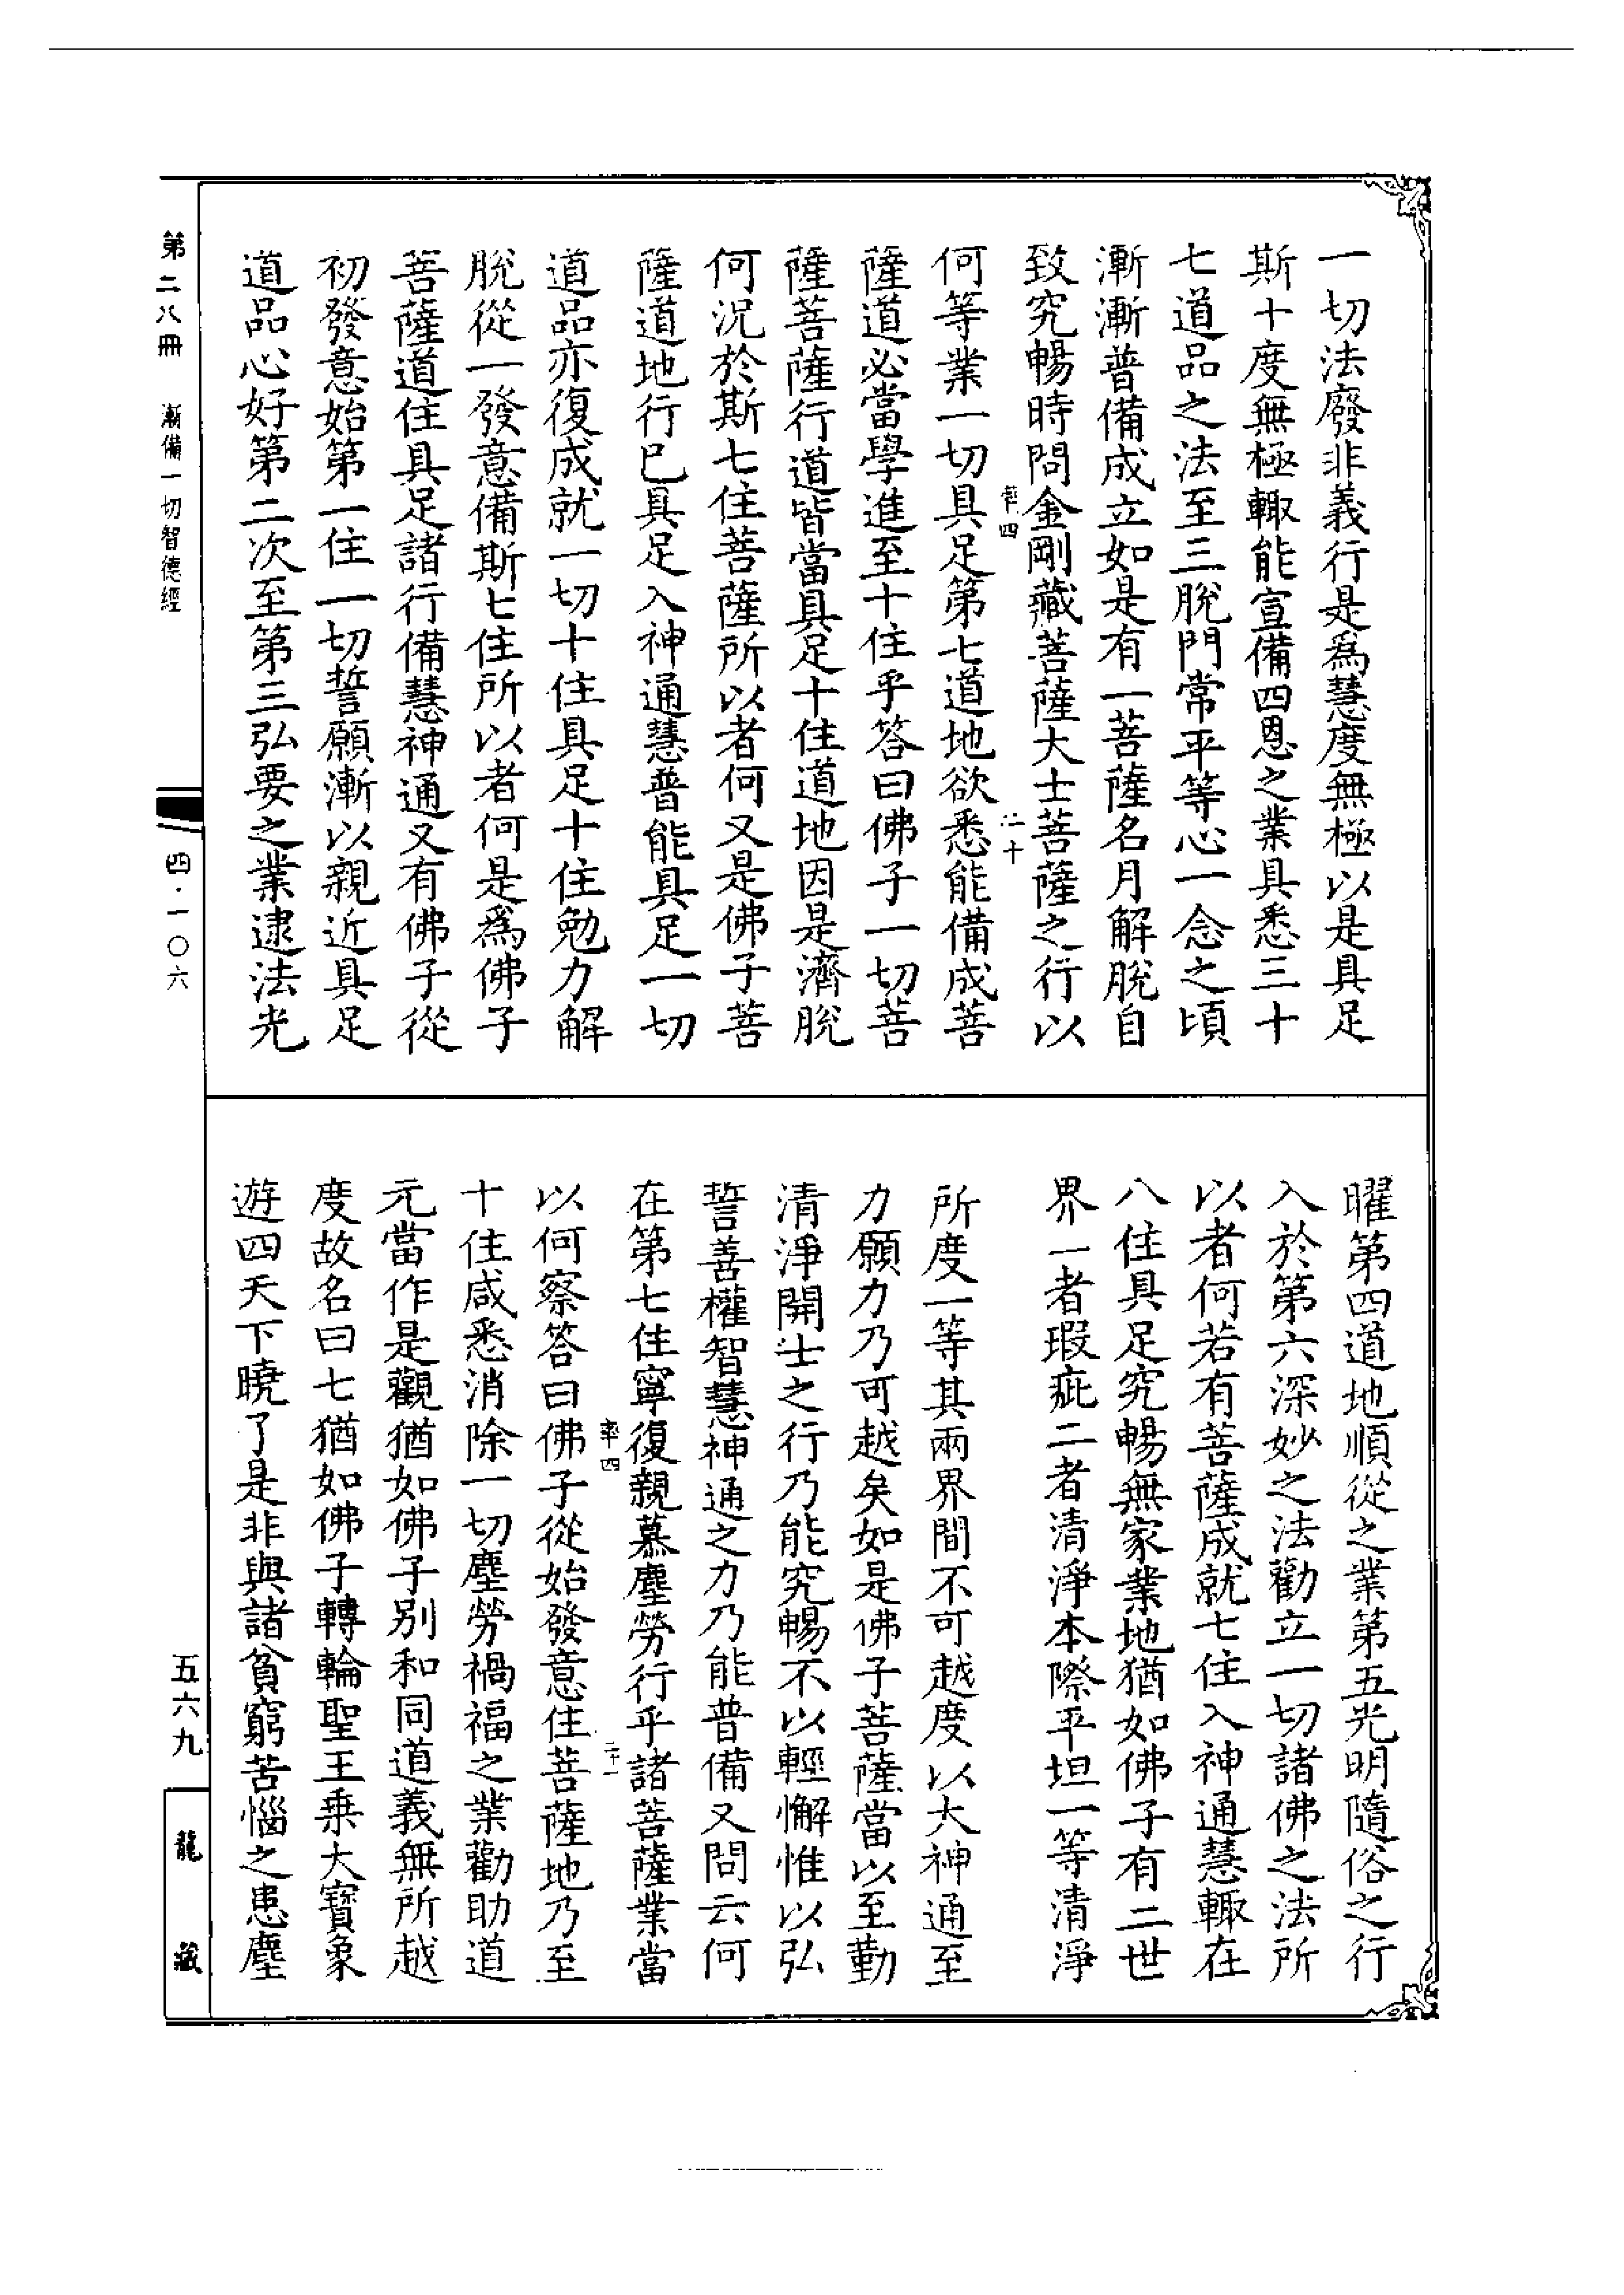 一切法廢非義行是爲慧度無極以是具足
斯十度無極輙能宣備四恩之業具悉三十
七道品之法至三脫門常平等心一念之頃
漸漸普備成立如是有一菩薩名月解脫自
致究暢時問金剛藏菩薩大士菩薩之行以
何等業一切具足第七道地欲悉能備成菩
薩道必當學進至十住乎答曰佛子一切菩
薩菩薩行道皆當具足十住道地因是濟脫
何況於斯七住菩薩所以者何又是佛子菩
薩道地行已具足入神通慧普能具足一切
道品亦復成就一切十住具足十住勉力解
脫從一發意備斯七住所以者何是爲佛子
菩薩道住具足諸行備慧神通又有佛子從
初發意始第一住一切誓願漸以親近具足
道品心好第二次至第三弘要之業逮法光
曜第四道地順從之業第五光明隨俗之行
入於第六深妙之法勸立一切諸佛之法所
以者何若有菩薩成就七住入神通慧輙在
八住具足究暢無家業地猶如佛子有二世
界一者瑕疵二者清淨本際平坦一等清淨
所度一等其兩界間不可越度以大神通至
力願力乃可越矣如是佛子菩薩當以至勤
清淨開士之行乃能究暢不以輕懈惟以弘
誓善權智慧神通之力乃能普備又問云何
在第七住寧復親慕塵勞行乎諸菩薩業當
以何察答曰佛子從始發意住菩薩地乃至
十住咸悉消除一切塵勞禍福之業勸助道
元當作是觀猶如佛子別和同道義無所越
度故名曰七猶如佛子轉輪聖王乗大寶象
遊四天下曉了是非與諸貧窮苦惱之患塵
第二八冊 漸備一切智德經
四·一〇六
五六九
龍藏